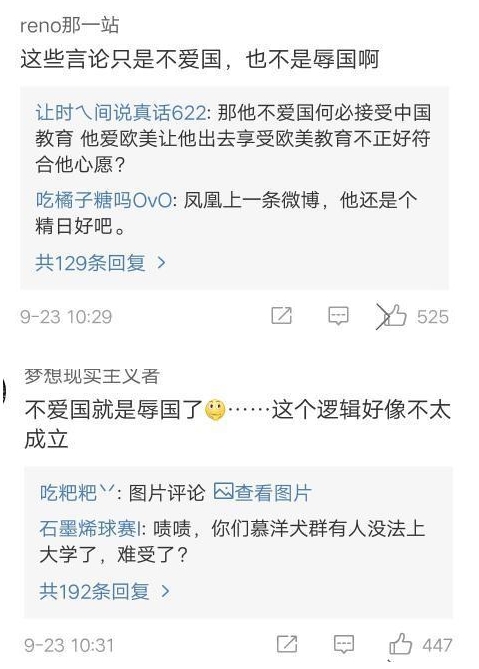 reno那一站
这些言论只是不爱国，也不是辱国啊
让时乀间说真话622: 那他不爱国何必接受中国
教育 他爱欧美让他出去享受欧美教育不正好符
合他心愿？
吃橘子糖吗OvO: 凤凰上一条微博，他还是个
精日好吧。
共129条回复 >
9-23 10:29 525
梦想现实主义者
不爱国就是辱国了🙄……这个逻辑好像不太
成立
吃粑粑丷: 图片评论 查看图片
石墨烯球赛l: 啧啧，你们慕洋犬群有人没法上
大学了，难受了？
共192条回复 >
9-23 10:31 447